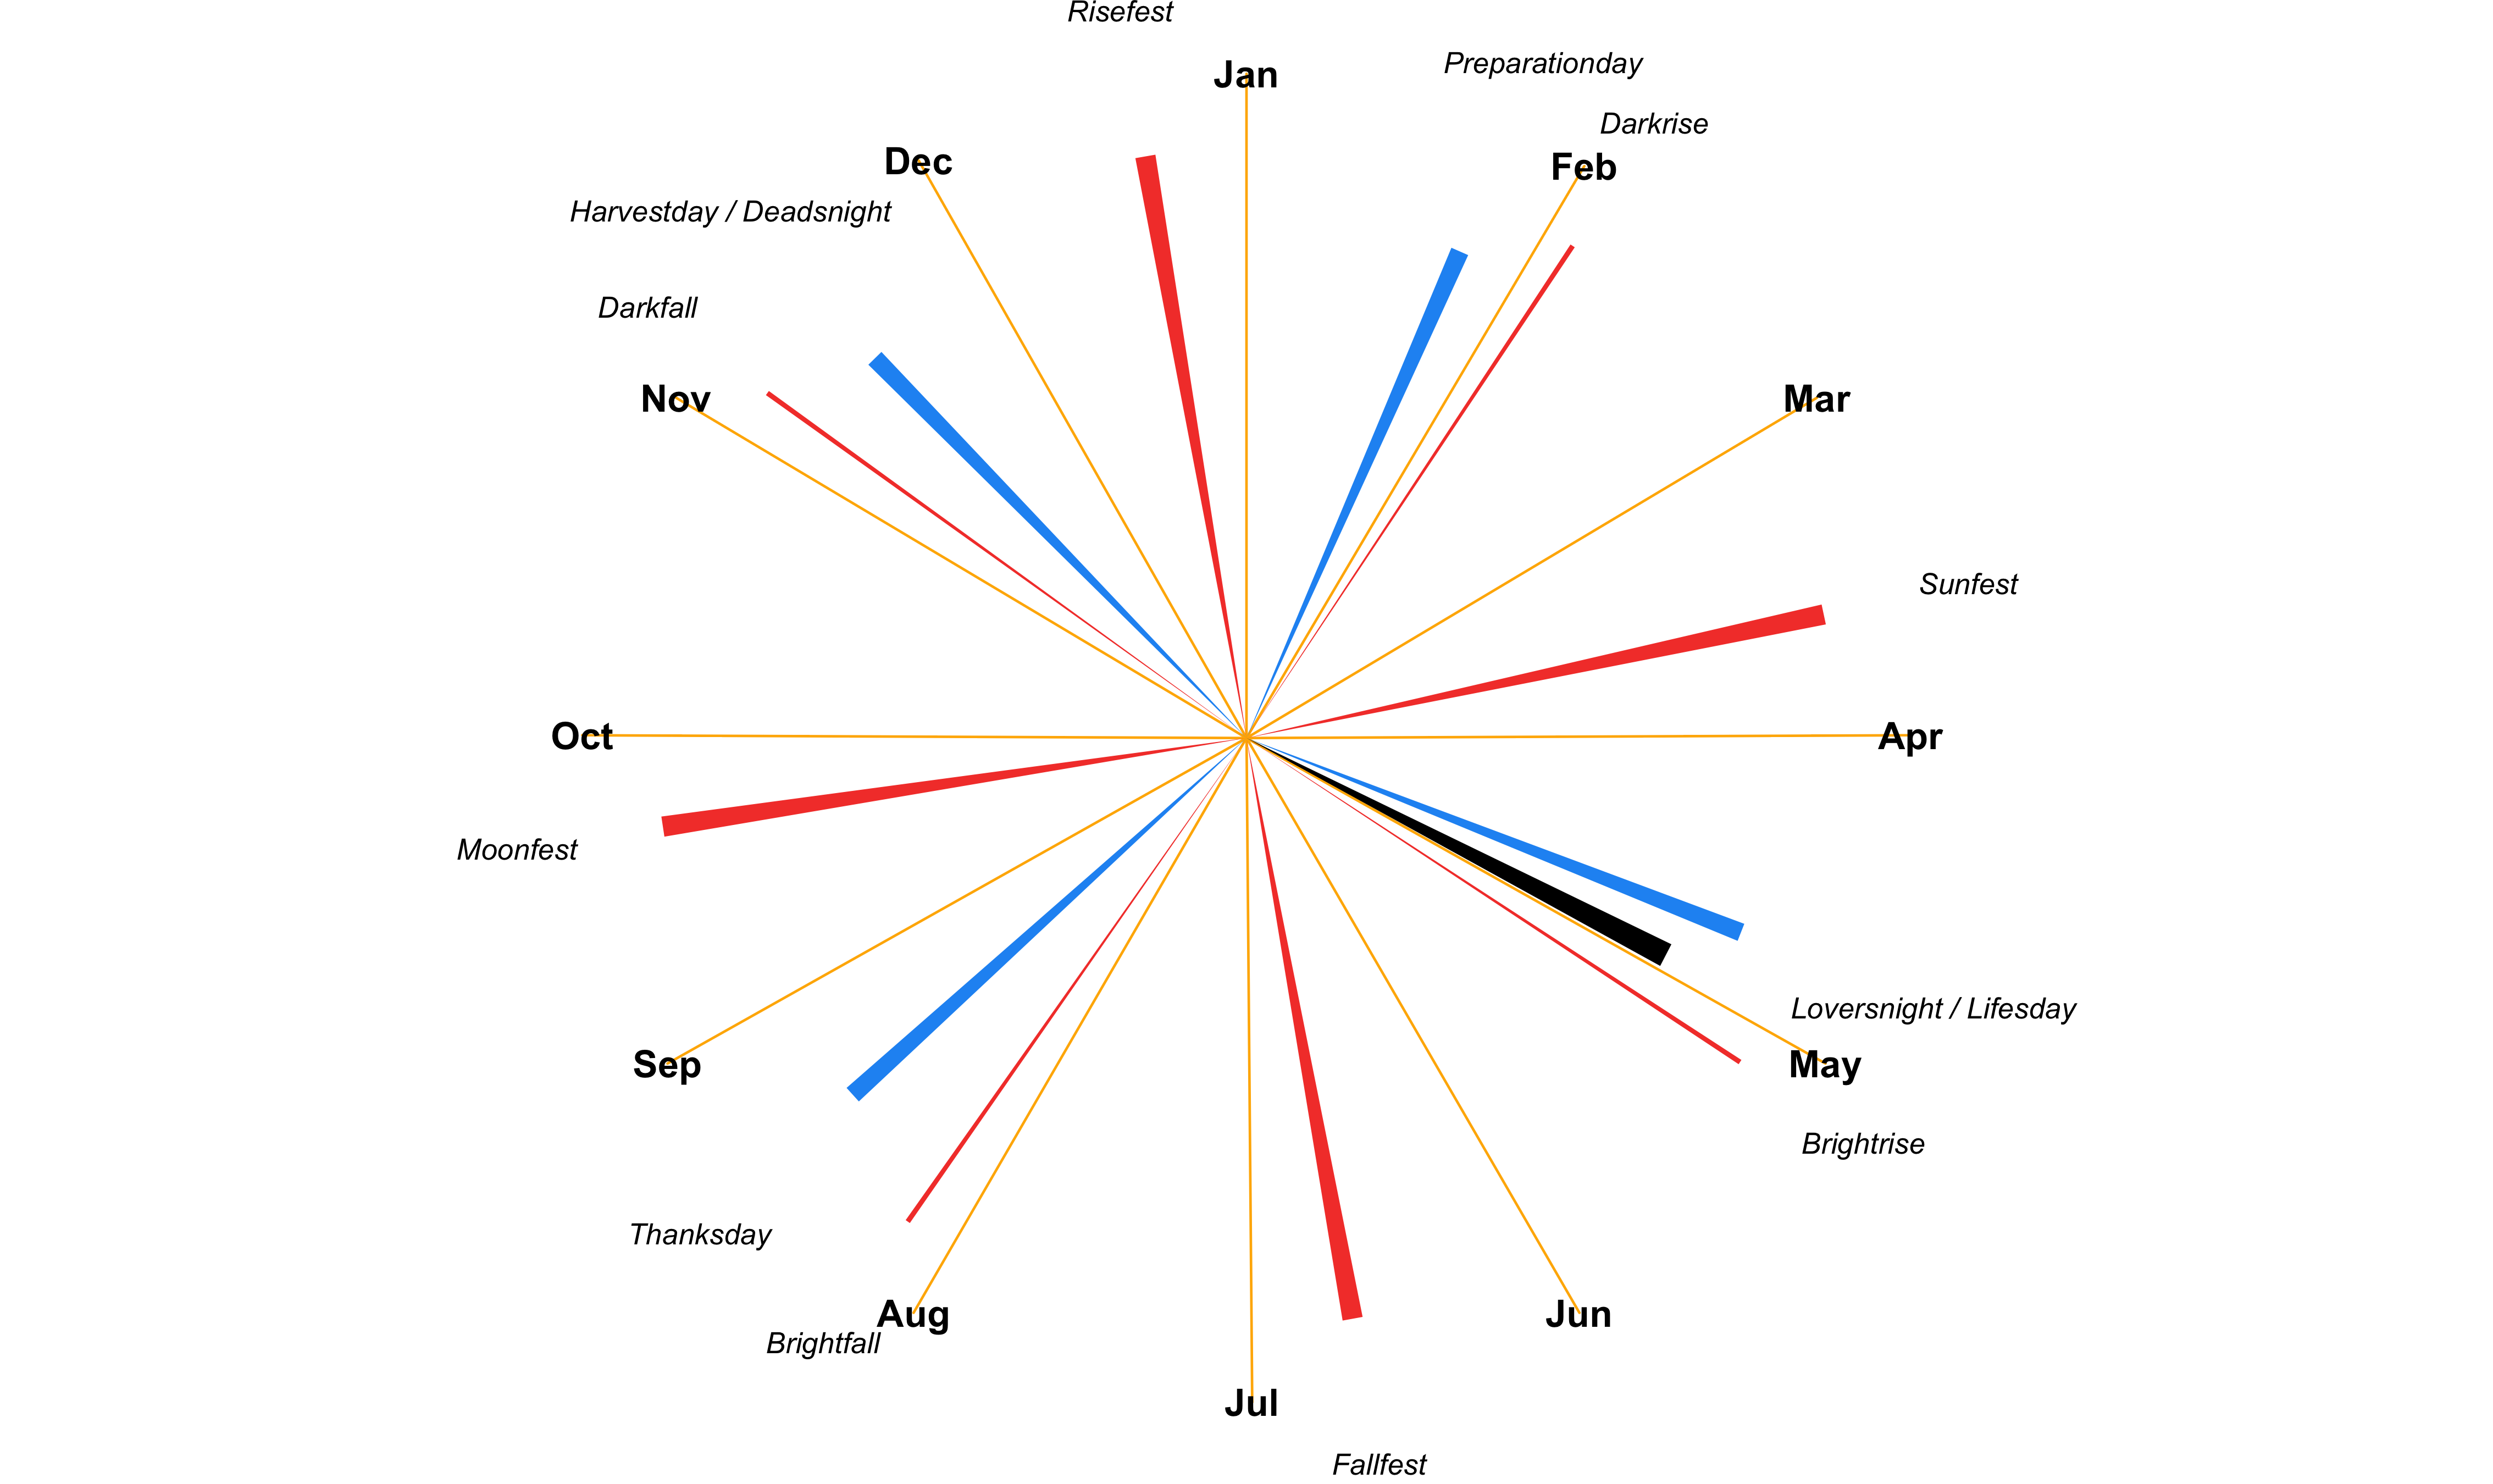 Risefest
Preparationday
Jan
Darkrise
Dec
Feb
Harvestday / Deadsnight
Darkfall
Nov
Mar
Sunfest
Oct
Apr
Moonfest
Loversnight / Lifesday
Sep
May
Brightrise
Thanksday
Aug
Jun
Brightfall
Jul
Fallfest